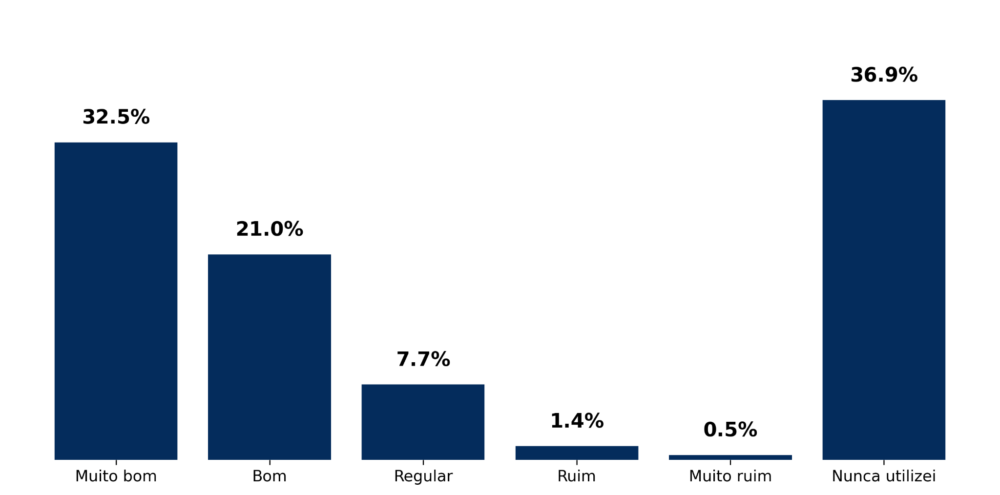 36.9%
32.5%
21.0%
7.7%
1.4%
0.5%
Muito bom
Bom
Regular
Ruim
Muito ruim
Nunca utilizei